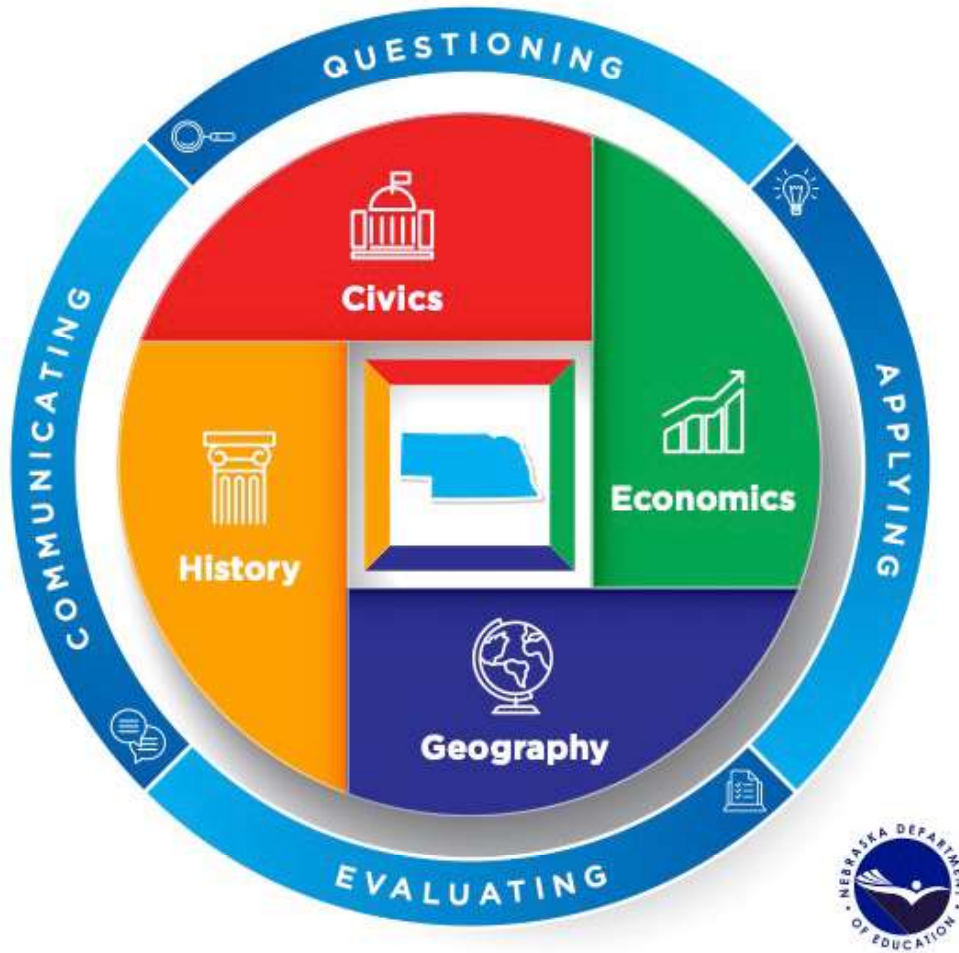 QUESTIONING
APPLYING
EVALUATING
COMMUNICATING
Civics
Economics
Geography
History
NEBRASKA DEPARTMENT
OF EDUCATION